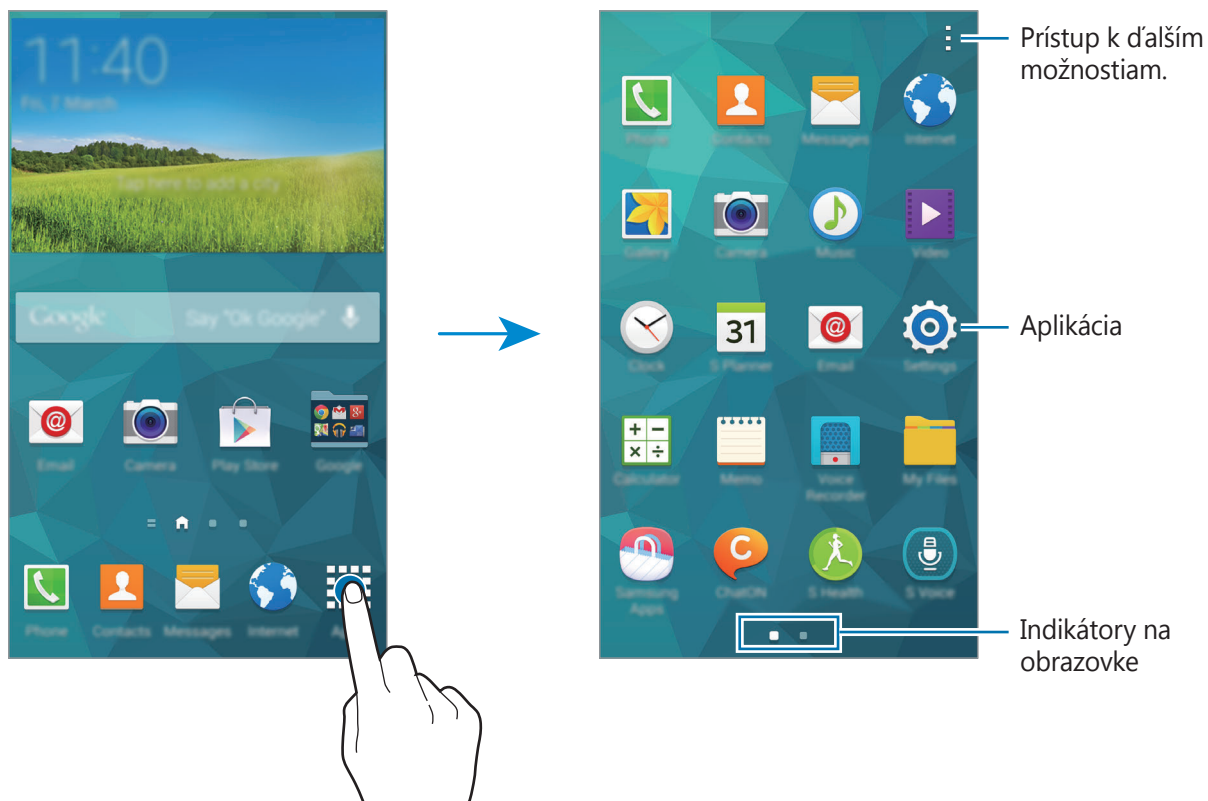 11:40
Fri, 7 March
Tap here to add a city
Google
Say "Ok Google"
Email
Camera
Play Store
Google
Phone
Contacts
Messages
Internet
Phone
Contacts
Messages
Internet
Gallery
Camera
Music
Video
Clock
31
S Planner
Email
Settings
Calculator
Memo
Voice
Recorder
My Files
Samsung
Apps
ChatON
S Health
S Voice
Prístup k ďalším
možnostiam.
Aplikácia
Indikátory na
obrazovke